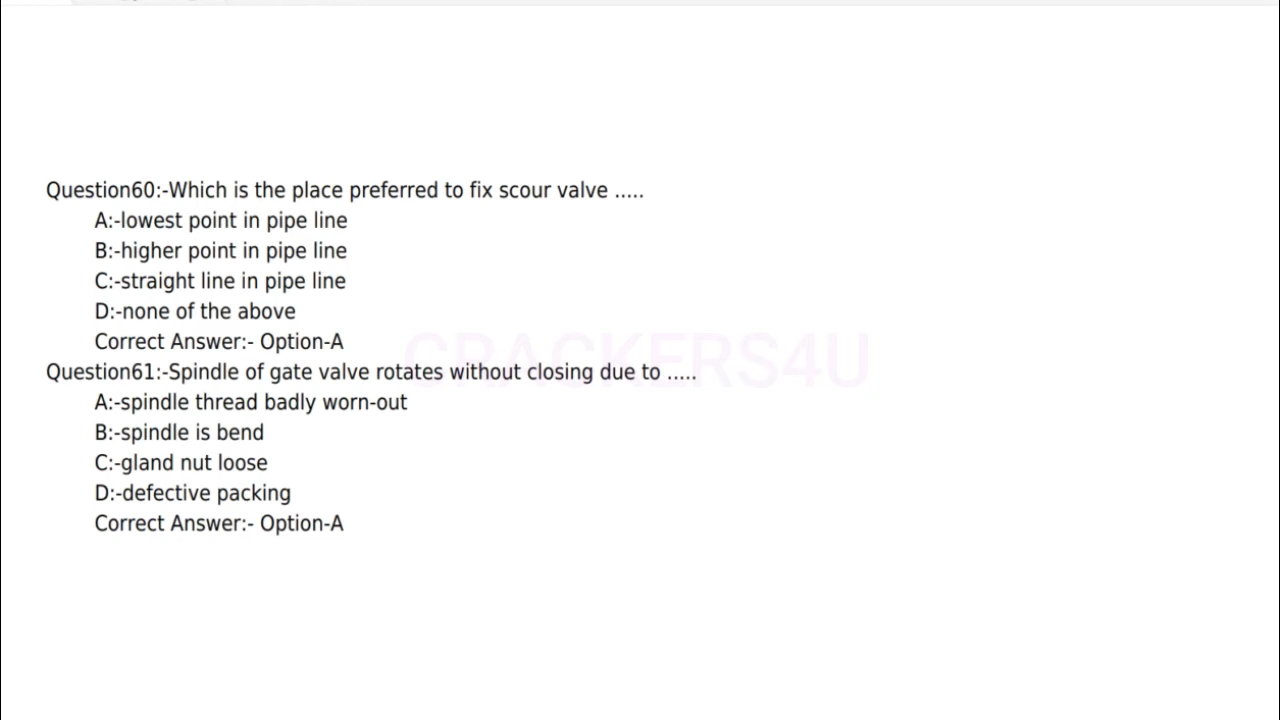 Question60:-Which is the place preferred to fix scour valve .....
A:-lowest point in pipe line
B:-higher point in pipe line
C:-straight line in pipe line
D:-none of the above
Correct Answer:- Option-A
CRACKERS4U
Question61:-Spindle of gate valve rotates without closing due to .....
A:-spindle thread badly worn-out
B:-spindle is bend
C:-gland nut loose
D:-defective packing
Correct Answer:- Option-A